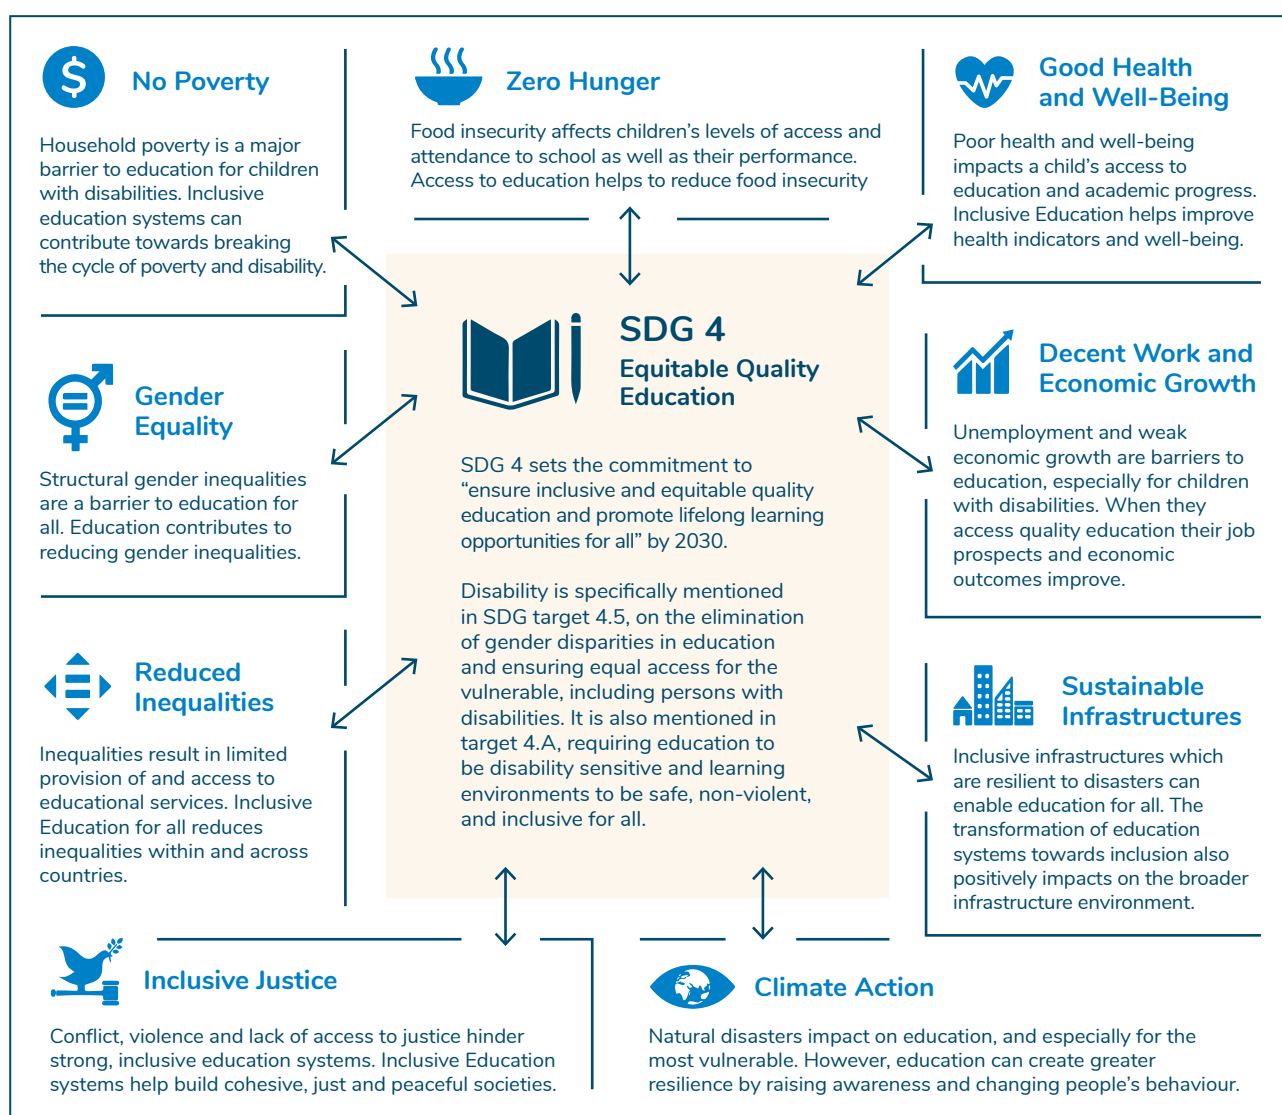 No Poverty
Household poverty is a major
barrier to education for children
with disabilities. Inclusive
education systems can
contribute towards breaking
the cycle of poverty and disability.
Zero Hunger
Food insecurity affects children’s levels of access and
attendance to school as well as their performance.
Access to education helps to reduce food insecurity
Good Health
and Well-Being
Poor health and well-being
impacts a child’s access to
education and academic progress.
Inclusive Education helps improve
health indicators and well-being.
Gender
Equality
Structural gender inequalities
are a barrier to education for
all. Education contributes to
reducing gender inequalities.
SDG 4
Equitable Quality
Education
SDG 4 sets the commitment to
“ensure inclusive and equitable quality
education and promote lifelong learning
opportunities for all” by 2030.
Disability is specifically mentioned
in SDG target 4.5, on the elimination
of gender disparities in education
and ensuring equal access for the
vulnerable, including persons with
disabilities. It is also mentioned in
target 4.A, requiring education to
be disability sensitive and learning
environments to be safe, non-violent,
and inclusive for all.
Decent Work and
Economic Growth
Unemployment and weak
economic growth are barriers to
education, especially for children
with disabilities. When they
access quality education their job
prospects and economic
outcomes improve.
Reduced
Inequalities
Inequalities result in limited
provision of and access to
educational services. Inclusive
Education for all reduces
inequalities within and across
countries.
Sustainable
Infrastructures
Inclusive infrastructures which
are resilient to disasters can
enable education for all. The
transformation of education
systems towards inclusion also
positively impacts on the broader
infrastructure environment.
Inclusive Justice
Conflict, violence and lack of access to justice hinder
strong, inclusive education systems. Inclusive Education
systems help build cohesive, just and peaceful societies.
Climate Action
Natural disasters impact on education, and especially for the
most vulnerable. However, education can create greater
resilience by raising awareness and changing people’s behaviour.